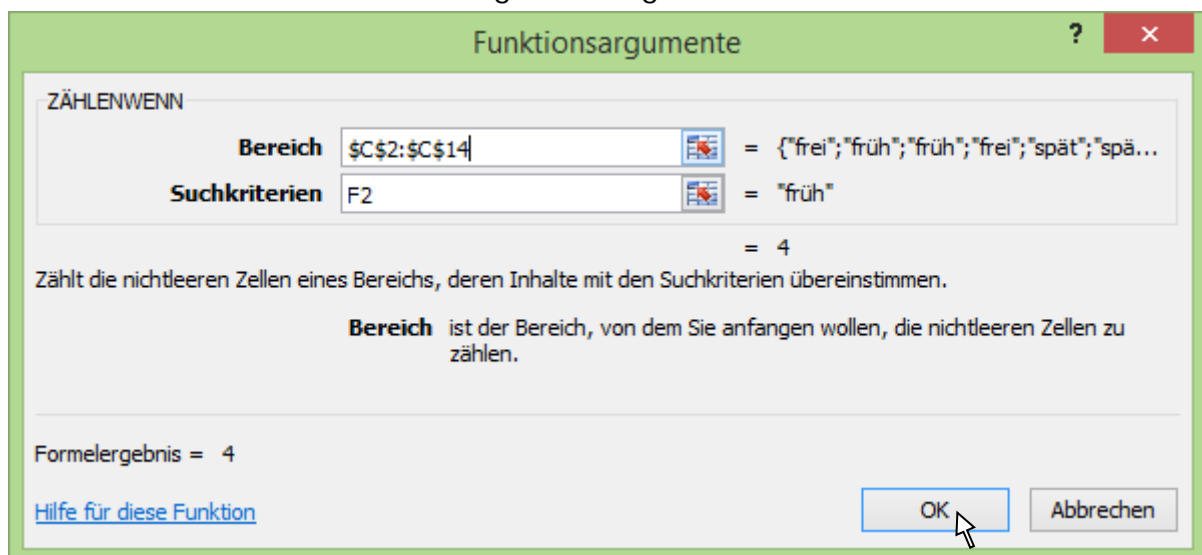 Funktionsargumente ?
ZÄHLENWENN
Bereich $C$2:$C$14 = {"frei";"früh";"früh";"frei";"spät";"spä...
Suchkriterien F2 = "früh"
= 4
Zählt die nichtleeren Zellen eines Bereichs, deren Inhalte mit den Suchkriterien übereinstimmen.
Bereich ist der Bereich, von dem Sie anfangen wollen, die nichtleeren Zellen zu
zählen.
Formelergebnis = 4
Hilfe für diese Funktion OK Abbrechen